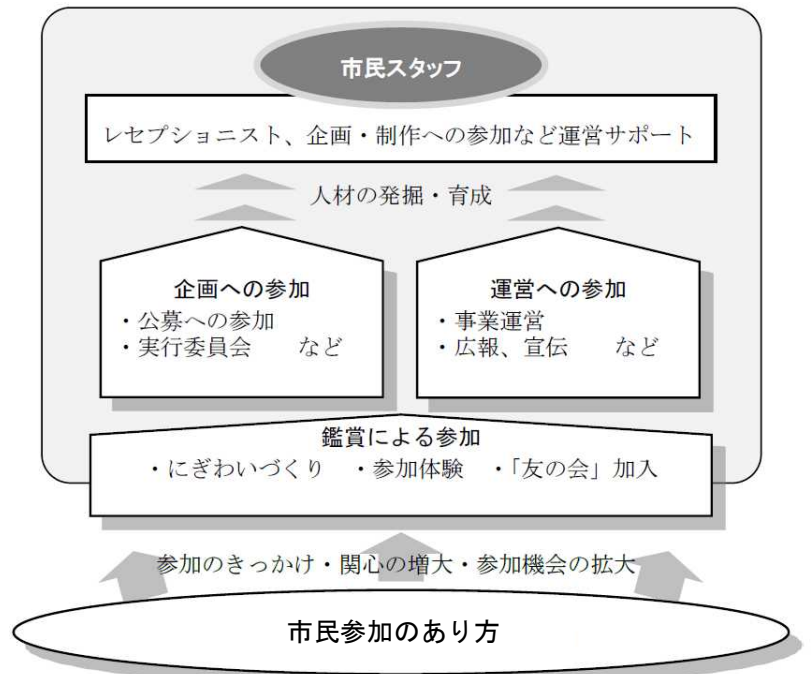 市民スタッフ
レセプショニスト、企画・制作への参加など運営サポート
人材の発掘・育成
企画への参加
・公募への参加
・実行委員会　　など
運営への参加
・事業運営
・広報、宣伝　　など
鑑賞による参加
・にぎわいづくり　・参加体験　・「友の会」加入
参加のきっかけ・関心の増大・参加機会の拡大
市民参加のあり方